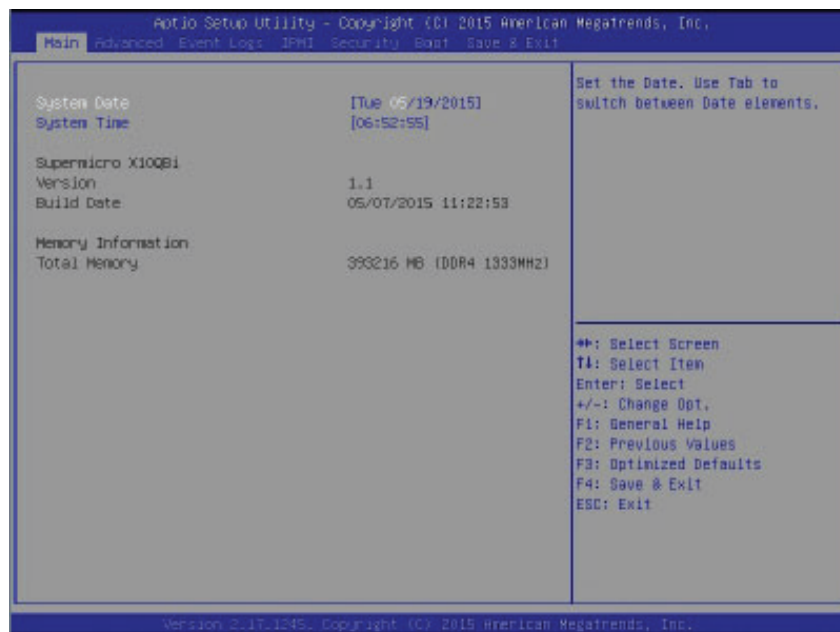 Aptio Setup Utility - Copyright (C) 2015 American Megatrends, Inc.
Main Advanced Event Logs IPMI Security Boot Save & Exit
System Date [Tue 05/19/2015]
System Time [06:52:55]
Supermicro X10QBi
Version 1.1
Build Date 05/07/2015 11:22:53
Memory Information
Total Memory 393216 MB (DDR4 1333MHz)
Set the Date. Use Tab to
switch between Date elements.
→←: Select Screen
↑↓: Select Item
Enter: Select
+/-: Change Opt.
F1: General Help
F2: Previous Values
F3: Optimized Defaults
F4: Save & Exit
ESC: Exit
Version 2.17.1245. Copyright (C) 2015 American Megatrends, Inc.